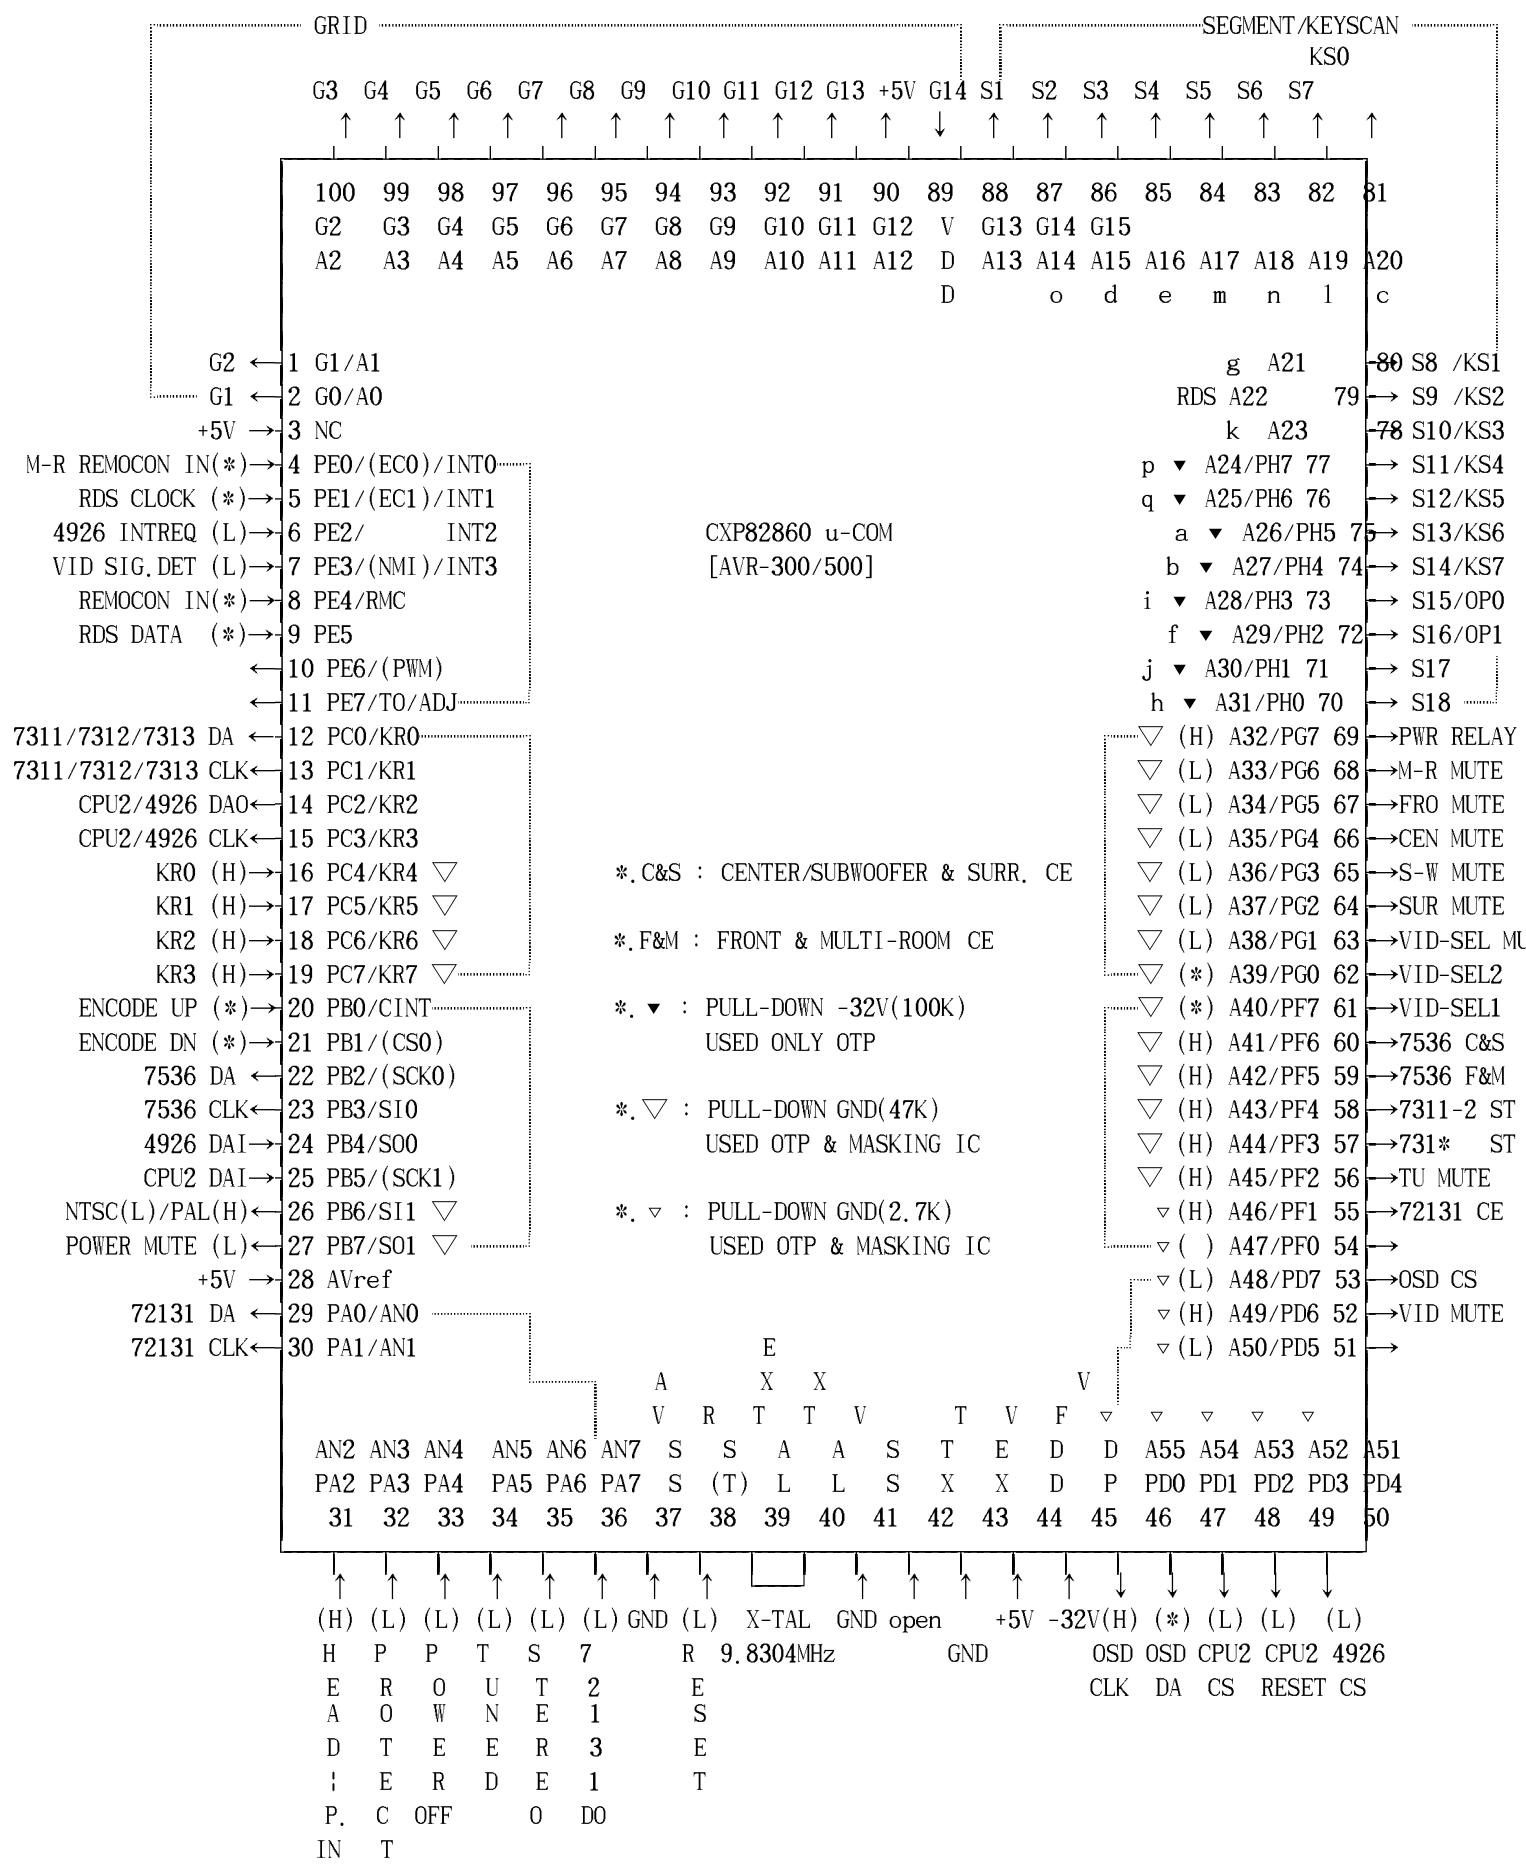 GRID SEGMENT/KEYSCAN
KS0
G3 G4 G5 G6 G7 G8 G9 G10 G11 G12 G13 +5V G14 S1 S2 S3 S4 S5 S6 S7
↑ ↑ ↑ ↑ ↑ ↑ ↑ ↑ ↑ ↑ ↑ ↓ ↑ ↑ ↑ ↑ ↑ ↑ ↑ ↑
100 99 98 97 96 95 94 93 92 91 90 89 88 87 86 85 84 83 82 81
G2 G3 G4 G5 G6 G7 G8 G9 G10 G11 G12 V G13 G14 G15
A2 A3 A4 A5 A6 A7 A8 A9 A10 A11 A12 D A13 A14 A15 A16 A17 A18 A19 A20
D o d e m n l c
G2 ← 1 G1/A1 g A21 80→ S8 /KS1
G1 ← 2 G0/A0 RDS A22 79 → S9 /KS2
+5V → 3 NC k A23 78→ S10/KS3
M-R REMOCON IN(*)→ 4 PE0/(EC0)/INT0 p ▼ A24/PH7 77 → S11/KS4
RDS CLOCK (*)→ 5 PE1/(EC1)/INT1 q ▼ A25/PH6 76 → S12/KS5
4926 INTREQ (L)→ 6 PE2/ INT2 CXP82860 u-COM a ▼ A26/PH5 75→ S13/KS6
VID SIG.DET (L)→ 7 PE3/(NMI)/INT3 [AVR-300/500] b ▼ A27/PH4 74 → S14/KS7
REMOCON IN(*)→ 8 PE4/RMC i ▼ A28/PH3 73 → S15/OP0
RDS DATA (*)→ 9 PE5 f ▼ A29/PH2 72 → S16/OP1
← 10 PE6/(PWM) j ▼ A30/PH1 71 → S17
← 11 PE7/TO/ADJ h ▼ A31/PH0 70 → S18
7311/7312/7313 DA ← 12 PC0/KR0 ▽ (H) A32/PG7 69 →PWR RELAY
7311/7312/7313 CLK← 13 PC1/KR1 ▽ (L) A33/PG6 68 →M-R MUTE
CPU2/4926 DAO← 14 PC2/KR2 ▽ (L) A34/PG5 67 →FRO MUTE
CPU2/4926 CLK← 15 PC3/KR3 ▽ (L) A35/PG4 66 →CEN MUTE
KR0 (H)→ 16 PC4/KR4 ▽ *.C&S : CENTER/SUBWOOFER & SURR. CE ▽ (L) A36/PG3 65 →S-W MUTE
KR1 (H)→ 17 PC5/KR5 ▽ ▽ (L) A37/PG2 64 →SUR MUTE
KR2 (H)→ 18 PC6/KR6 ▽ *.F&M : FRONT & MULTI-ROOM CE ▽ (L) A38/PG1 63 →VID-SEL MU
KR3 (H)→ 19 PC7/KR7 ▽ ▽ (*) A39/PG0 62 →VID-SEL2
ENCODE UP (*)→ 20 PB0/CINT *. ▼ : PULL-DOWN -32V(100K) ▽ (*) A40/PF7 61 →VID-SEL1
ENCODE DN (*)→ 21 PB1/(CS0) USED ONLY OTP ▽ (H) A41/PF6 60 →7536 C&S
7536 DA ← 22 PB2/(SCK0) ▽ (H) A42/PF5 59 →7536 F&M
7536 CLK← 23 PB3/SI0 *. ▽ : PULL-DOWN GND(47K) ▽ (H) A43/PF4 58 →7311-2 ST
4926 DAI→ 24 PB4/SO0 USED OTP & MASKING IC ▽ (H) A44/PF3 57 →731* ST
CPU2 DAI→ 25 PB5/(SCK1) ▽ (H) A45/PF2 56 →TU MUTE
NTSC(L)/PAL(H)← 26 PB6/SI1 ▽ *. ▽ : PULL-DOWN GND(2.7K) ▽ (H) A46/PF1 55 →72131 CE
POWER MUTE (L)← 27 PB7/SO1 ▽ USED OTP & MASKING IC ▽ ( ) A47/PF0 54 →
+5V → 28 AVref ▽ (L) A48/PD7 53 →OSD CS
72131 DA ← 29 PA0/AN0 ▽ (H) A49/PD6 52 →VID MUTE
72131 CLK← 30 PA1/AN1 E ▽ (L) A50/PD5 51 →
A X X V
V R T T V T V F ▽ ▽ ▽ ▽ ▽
AN2 AN3 AN4 AN5 AN6 AN7 S S A A S T E D D A55 A54 A53 A52 A51
PA2 PA3 PA4 PA5 PA6 PA7 S (T) L L S X X D P PD0 PD1 PD2 PD3 PD4
31 32 33 34 35 36 37 38 39 40 41 42 43 44 45 46 47 48 49 50
↑ ↑ ↑ ↑ ↑ ↑ ↑ ↑ ↑ ↑ ↑ ↑ ↑ ↓ ↓ ↓ ↓ ↓
(H) (L) (L) (L) (L) (L) GND (L) X-TAL GND open +5V -32V(H) (*) (L) (L) (L)
H P P T S 7 R 9.8304MHz GND OSD OSD CPU2 CPU2 4926
E R O U T 2 E CLK DA CS RESET CS
A O W N E 1 S
D T E E R 3 E
¦ E R D E 1 T
P. C OFF O DO
IN T